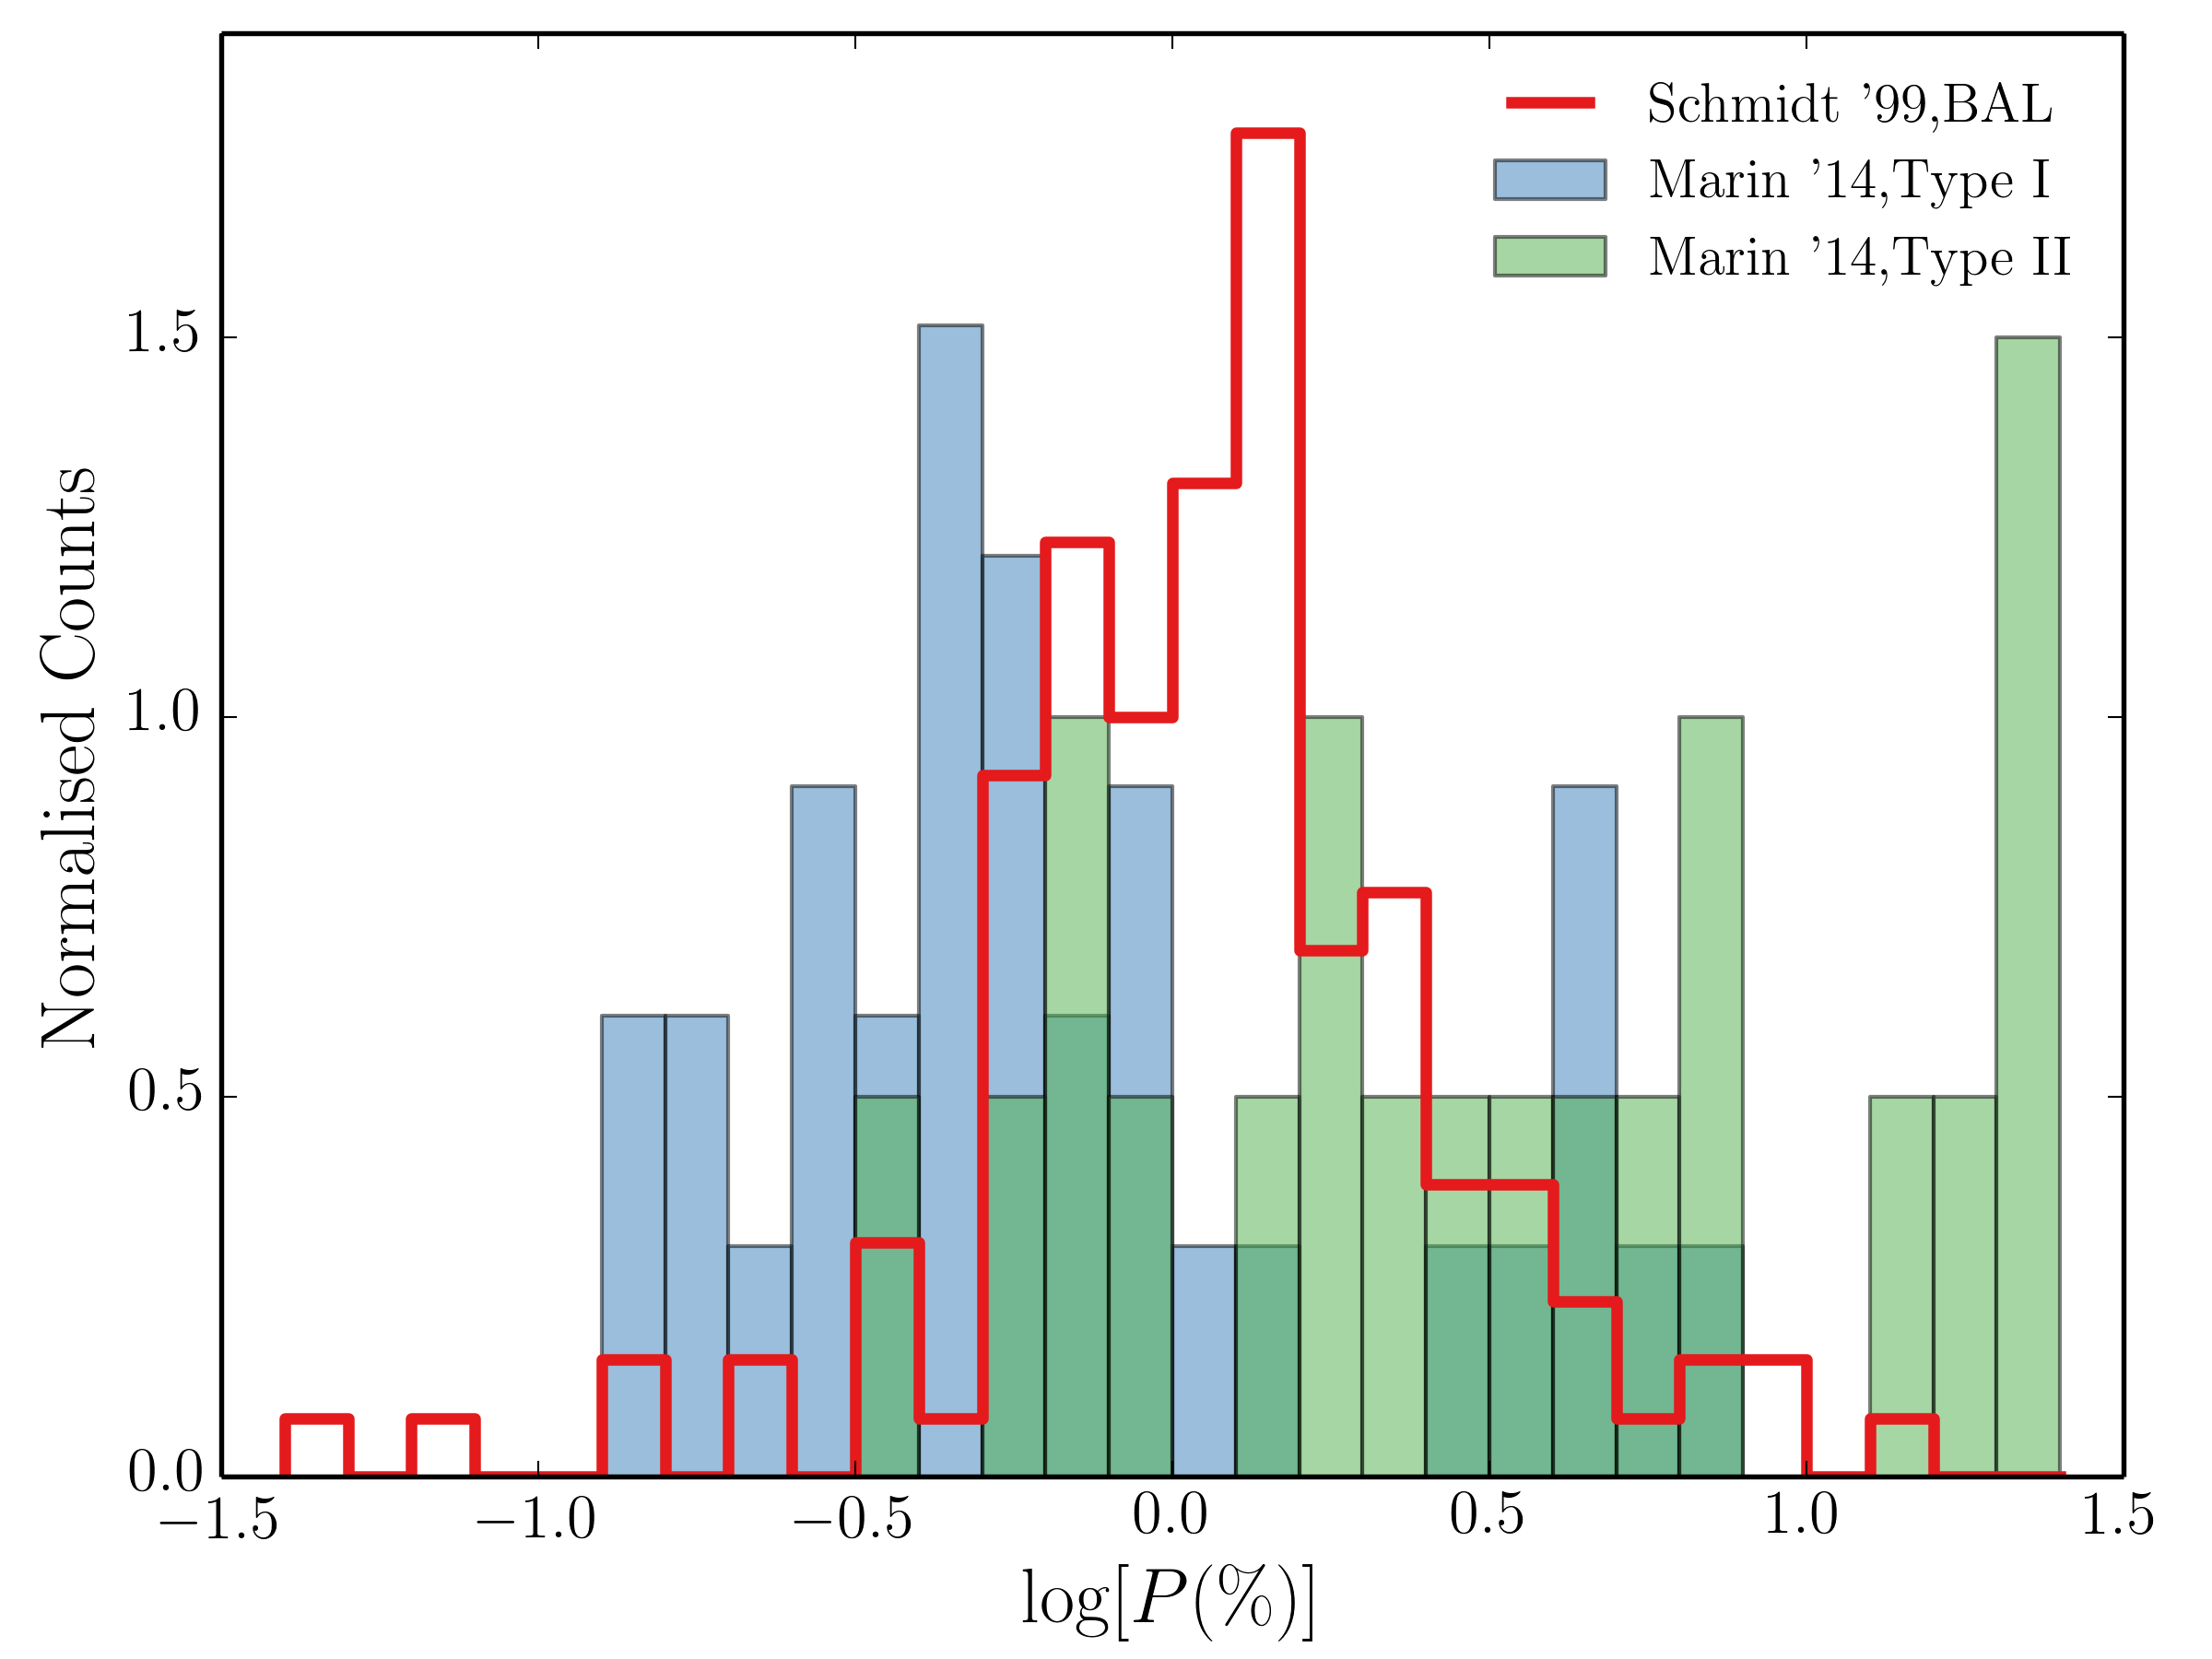 Schmidt ’99,BAL
Marin ’14,Type I
Marin ’14,Type II
Normalised Counts
1.5
1.0
0.5
0.0
−1.5 −1.0 −0.5 0.0 0.5 1.0 1.5
log[P(%)]